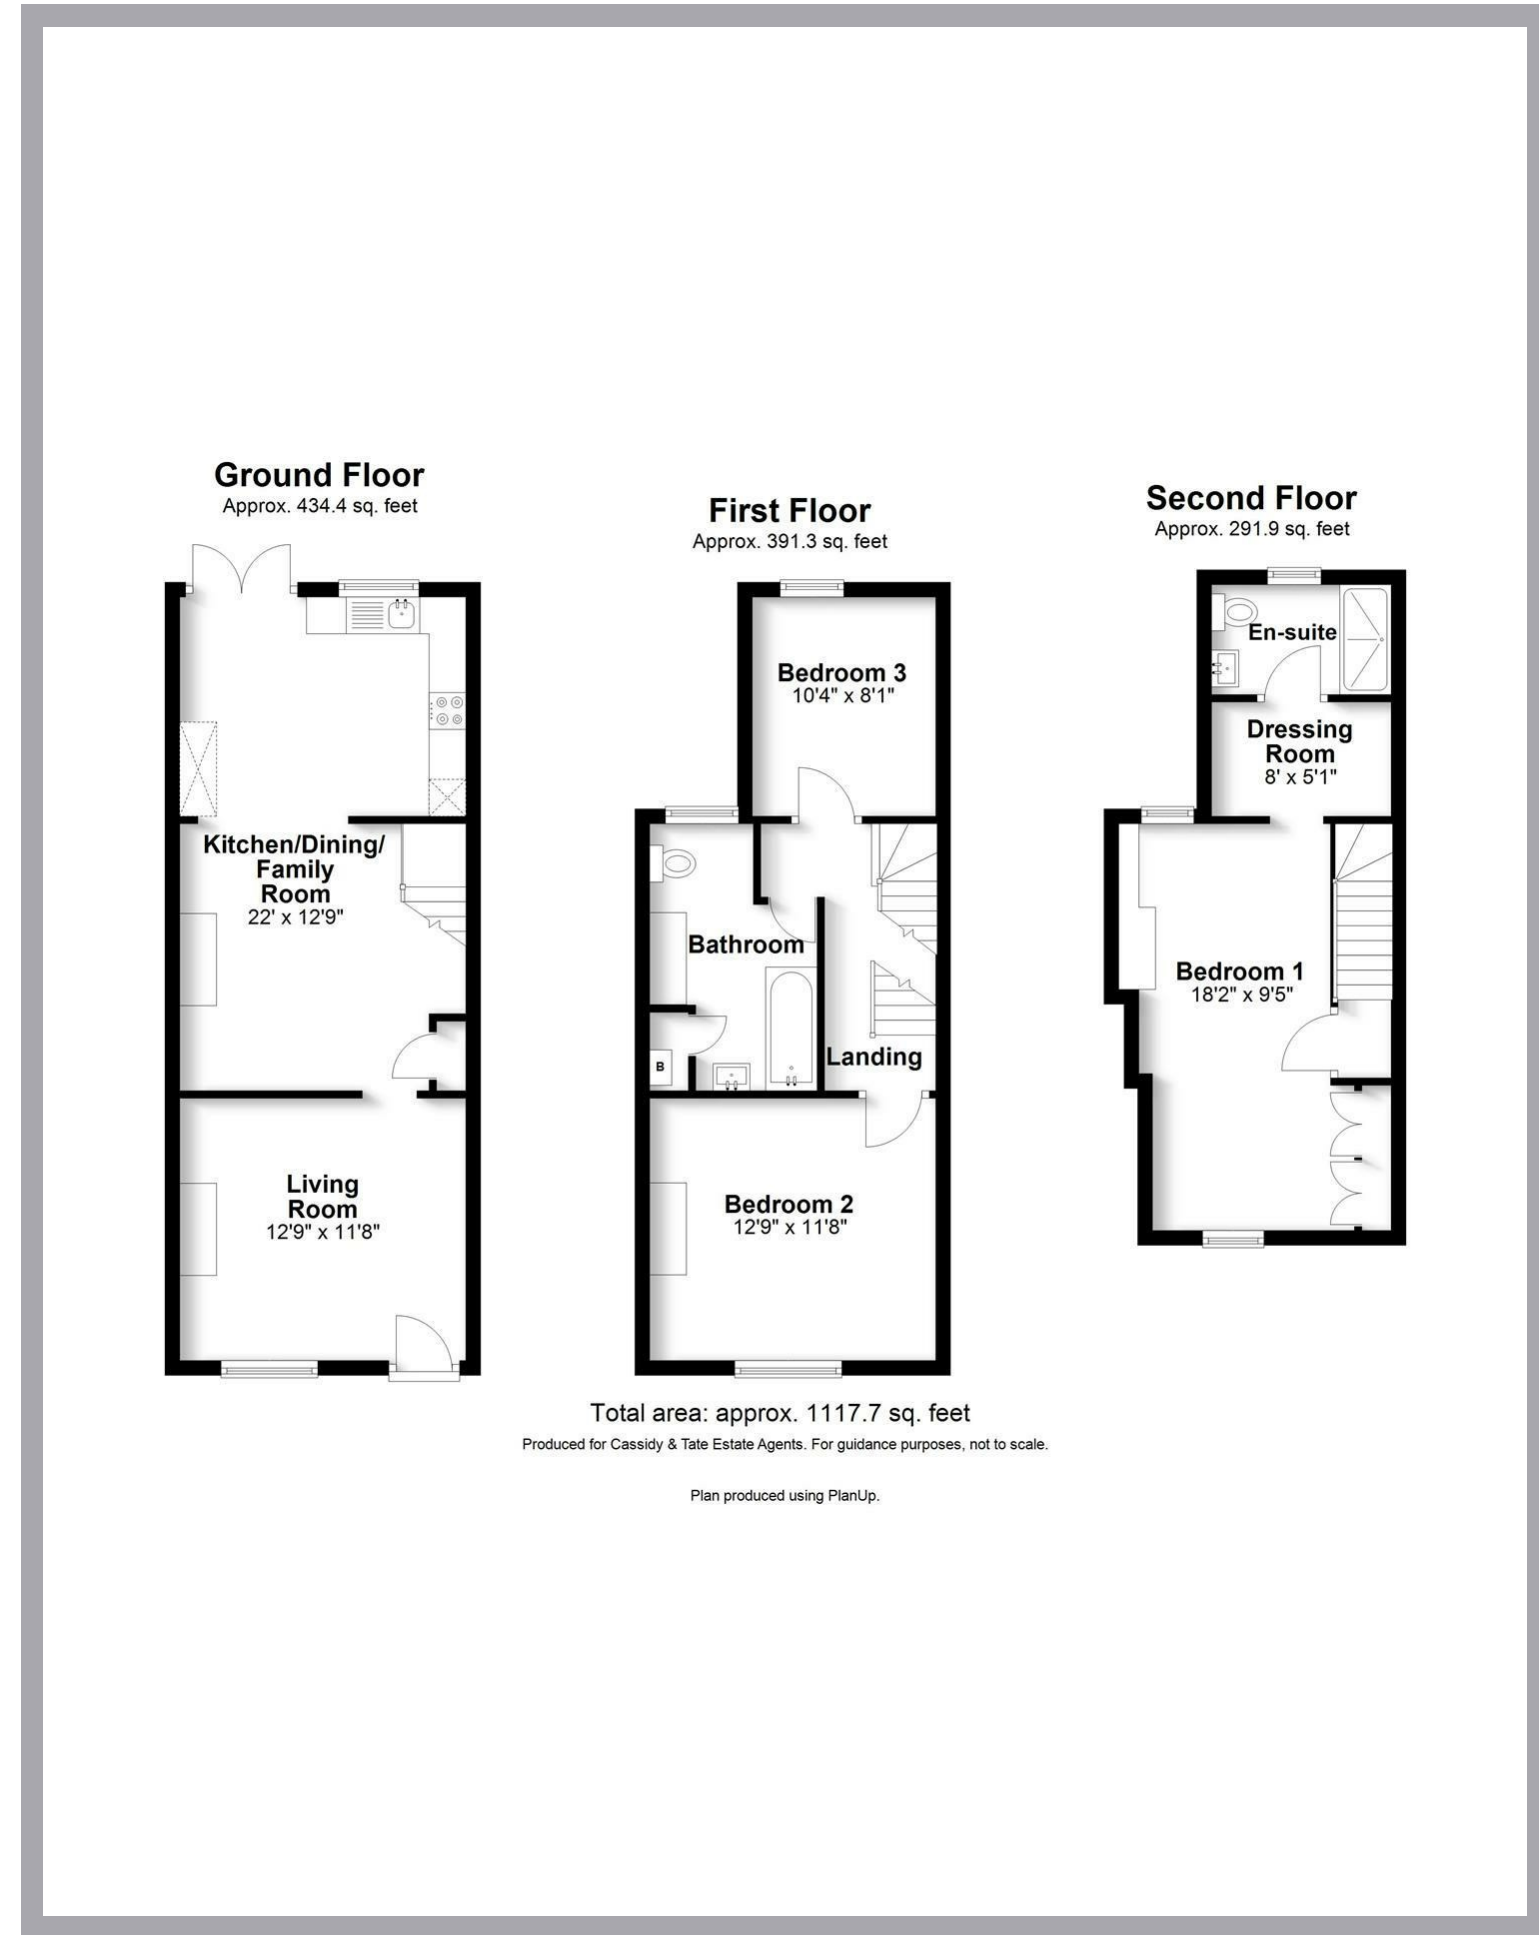 Ground Floor
Approx. 434.4 sq. feet
Kitchen/Dining/
Family
Room
22' x 12'9"
Living
Room
12'9" x 11'8"
First Floor
Approx. 391.3 sq. feet
Bedroom 3
10'4" x 8'1"
Bathroom
B
Landing
Bedroom 2
12'9" x 11'8"
Second Floor
Approx. 291.9 sq. feet
En-suite
Dressing
Room
8' x 5'1"
Bedroom 1
18'2" x 9'5"
Total area: approx. 1117.7 sq. feet
Produced for Cassidy & Tate Estate Agents. For guidance purposes, not to scale.
Plan produced using PlanUp.